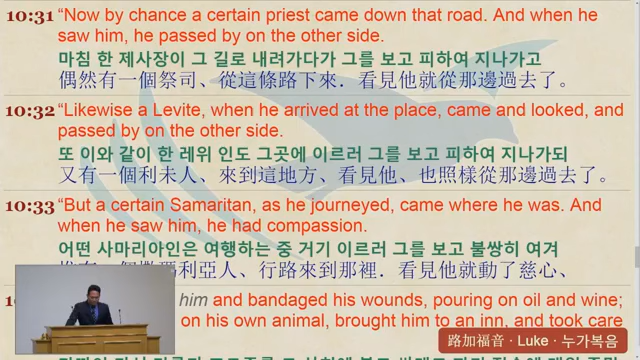 10:31 “Now by chance a certain priest came down that road. And when he
saw him, he passed by on the other side.
마침 한 제사장이 그 길로 내려가다가 그를 보고 피하여 지나가고
偶然有一個祭司、從這條路下來．看見他就從那邊過去了。
10:32 “Likewise a Levite, when he arrived at the place, came and looked, and
passed by on the other side.
또 이와 같이 한 레위 인도 그곳에 이르러 그를 보고 피하여 지나가되
又有一個利未人、來到這地方、看見他、也照樣從那邊過去了。
10:33 “But a certain Samaritan, as he journeyed, came where he was. And
when he saw him, he had compassion.
어떤 사마리아인은 여행하는 중 거기 이르러 그를 보고 불쌍히 여겨
瑪利亞人、行路來到那裡．看見他就動了慈心、
him and bandaged his wounds, pouring on oil and wine;
on his own animal, brought him to an inn, and took care
路加福音 · Luke · 누가복음